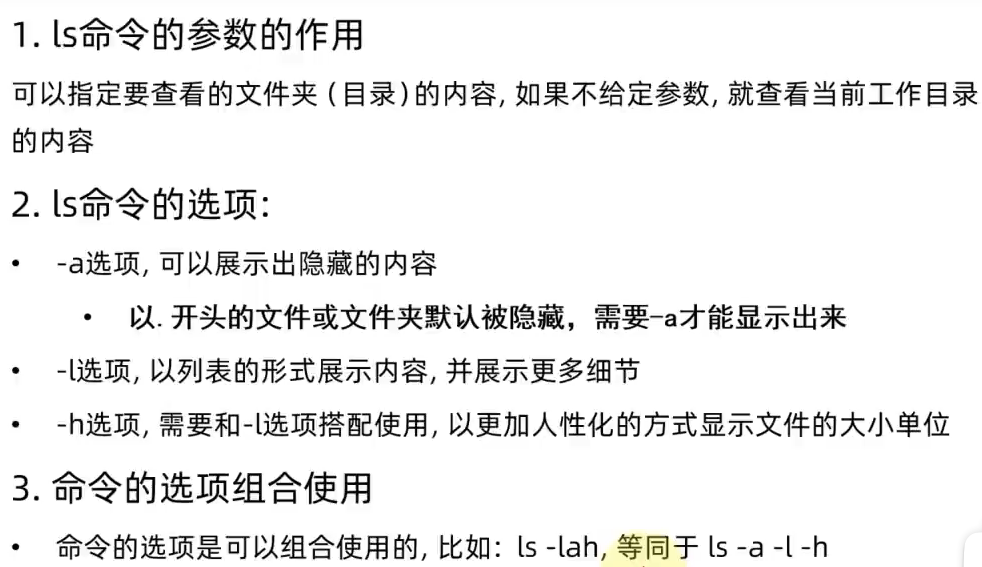 1. ls命令的参数的作用
可以指定要查看的文件夹（目录）的内容, 如果不给定参数, 就查看当前工作目录
的内容
2. ls命令的选项:
• -a选项, 可以展示出隐藏的内容
• 以. 开头的文件或文件夹默认被隐藏，需要-a才能显示出来
• -l选项, 以列表的形式展示内容, 并展示更多细节
• -h选项, 需要和-l选项搭配使用, 以更加人性化的方式显示文件的大小单位
3. 命令的选项组合使用
• 命令的选项是可以组合使用的, 比如: ls -lah, 等同于 ls -a -l -h